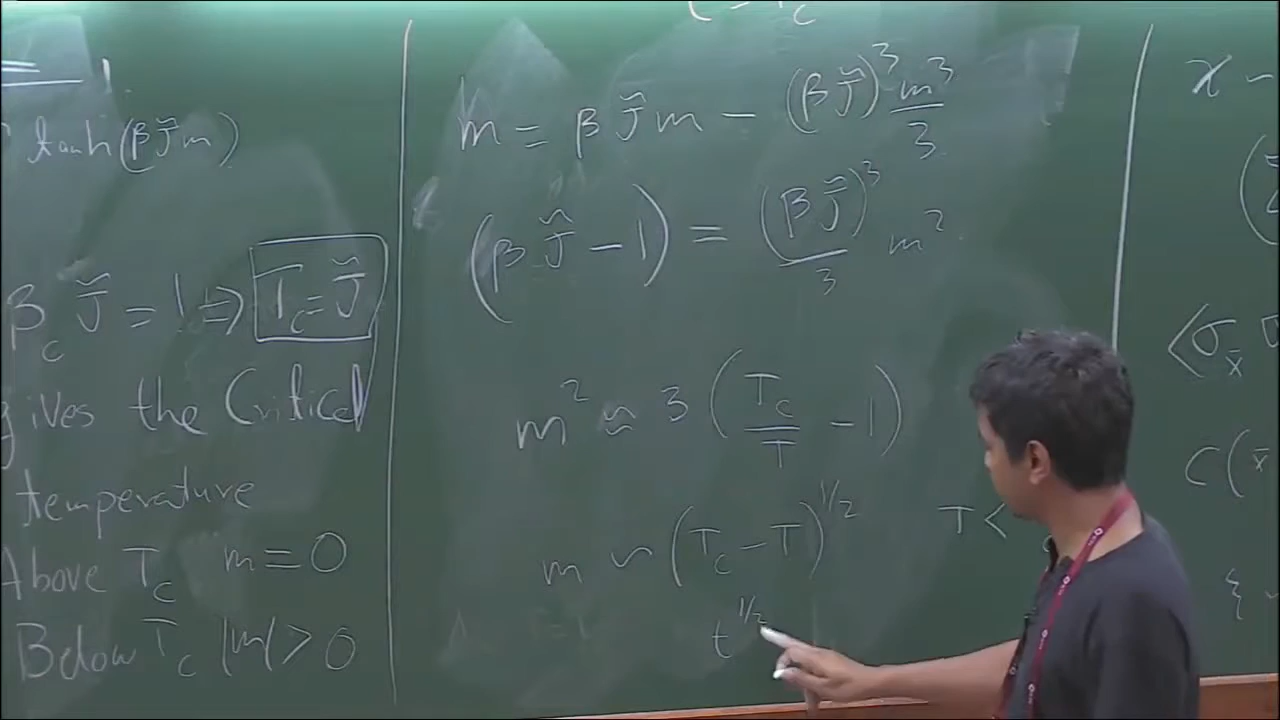 tanh(βJ̃m)
β_c J̃ = 1 ⇒ T_c = J̃
gives the Critical
temperature
Above T_c m = 0
Below T_c |m| > 0
m = βJ̃m − (βJ̃)³ m³/3
(βJ̃ − 1) = (βJ̃)³/3 m²
m² ≈ 3 (T_c/T − 1)
m ~ (T_c − T)^{1/2} T <
t^{1/2}
χ ~
⟨σ_x̄ σ
C(x̄
{